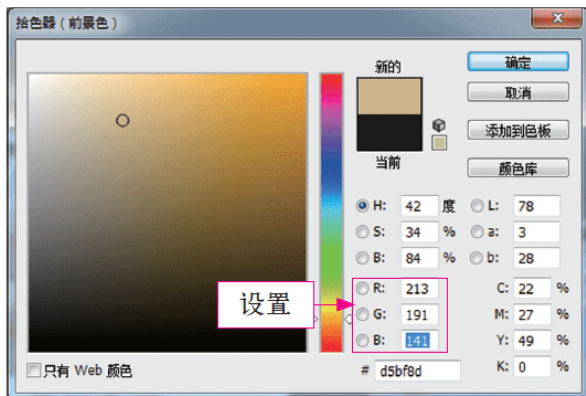 拾色器（前景色）
新的
当前
确定
取消
添加到色板
颜色库
H: 42 度
S: 34 %
B: 84 %
L: 78
a: 3
b: 28
设置
R: 213
G: 191
B: 141
C: 22 %
M: 27 %
Y: 49 %
K: 0 %
只有 Web 颜色
# d5bf8d